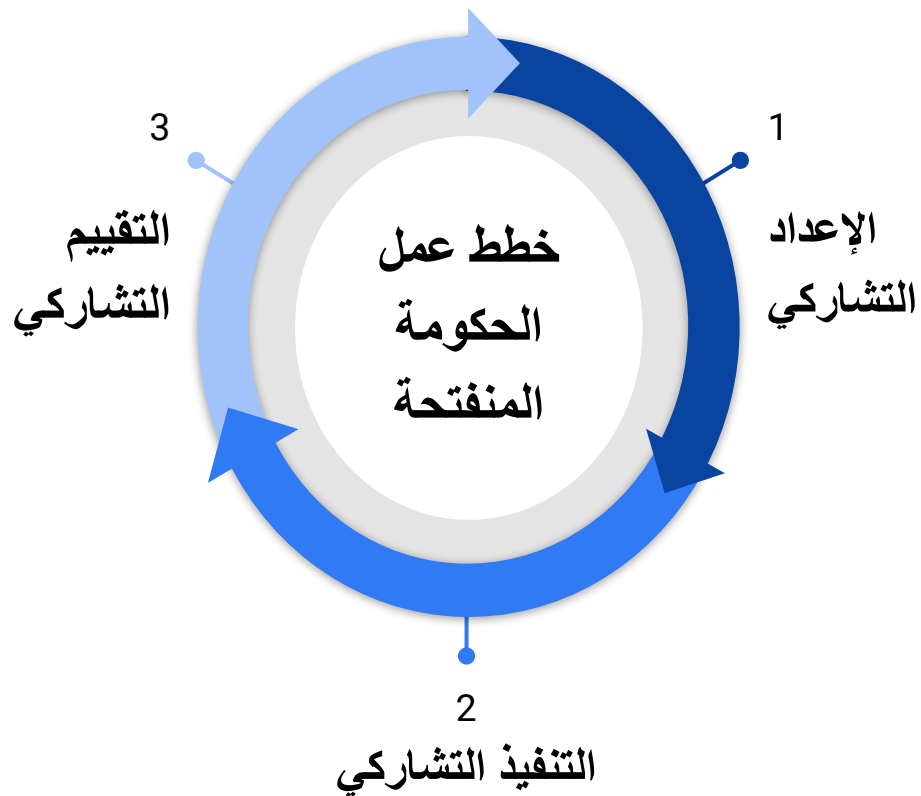 خطط عمل
الحكومة
المنفتحة
1
الإعداد
التشاركي
2
التنفيذ التشاركي
3
التقييم
التشاركي